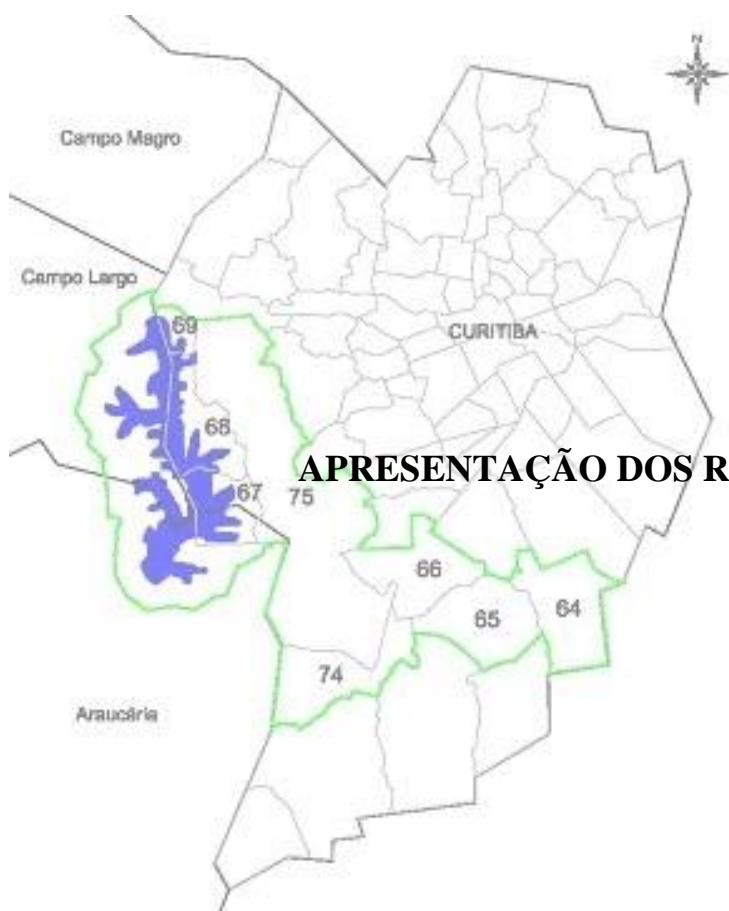 N
Campo Magro
Campo Largo
69
CURITIBA
68
APRESENTAÇÃO DOS R
67
75
66
65
64
74
Araucária